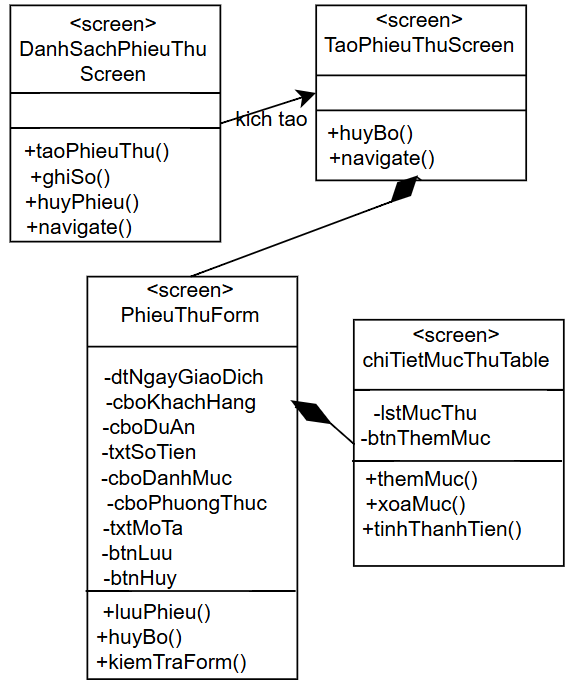 <screen>
DanhSachPhieuThu
Screen
+taoPhieuThu()
+ghiSo()
+huyPhieu()
+navigate()
kich tao
<screen>
TaoPhieuThuScreen
+huyBo()
+navigate()
<screen>
PhieuThuForm
-dtNgayGiaoDich
-cboKhachHang
-cboDuAn
-txtSoTien
-cboDanhMuc
-cboPhuongThuc
-txtMoTa
-btnLuu
-btnHuy
+luuPhieu()
+huyBo()
+kiemTraForm()
<screen>
chiTietMucThuTable
-lstMucThu
-btnThemMuc
+themMuc()
+xoaMuc()
+tinhThanhTien()